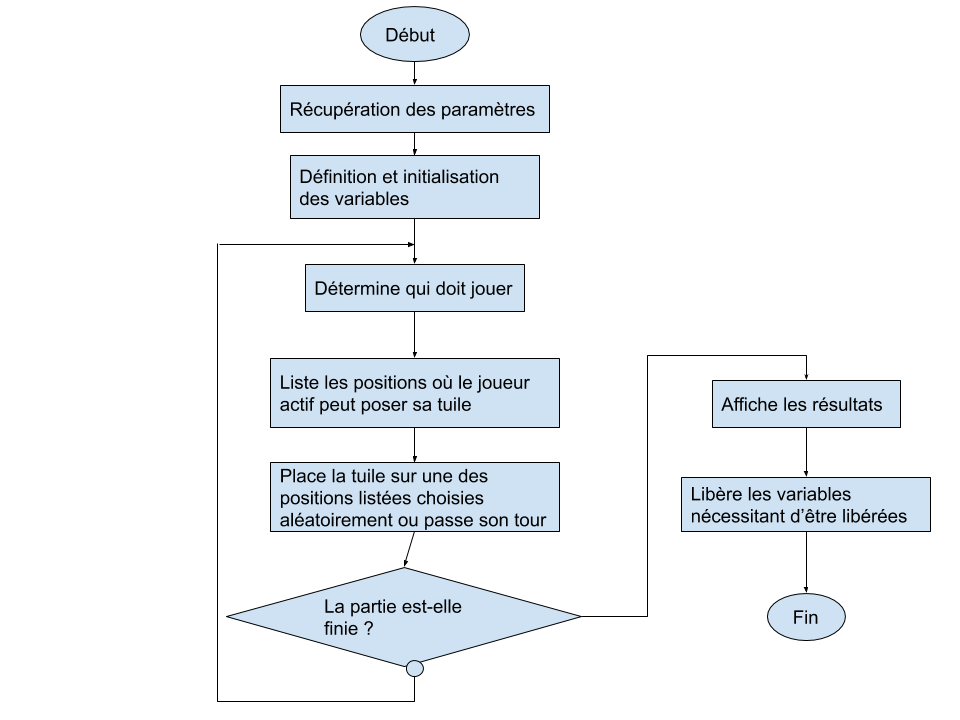 Début
Récupération des paramètres
Définition et initialisation
des variables
Détermine qui doit jouer
Liste les positions où le joueur
actif peut poser sa tuile
Place la tuile sur une des
positions listées choisies
aléatoirement ou passe son tour
La partie est-elle
finie ?
Affiche les résultats
Libère les variables
nécessitant d'être libérées
Fin